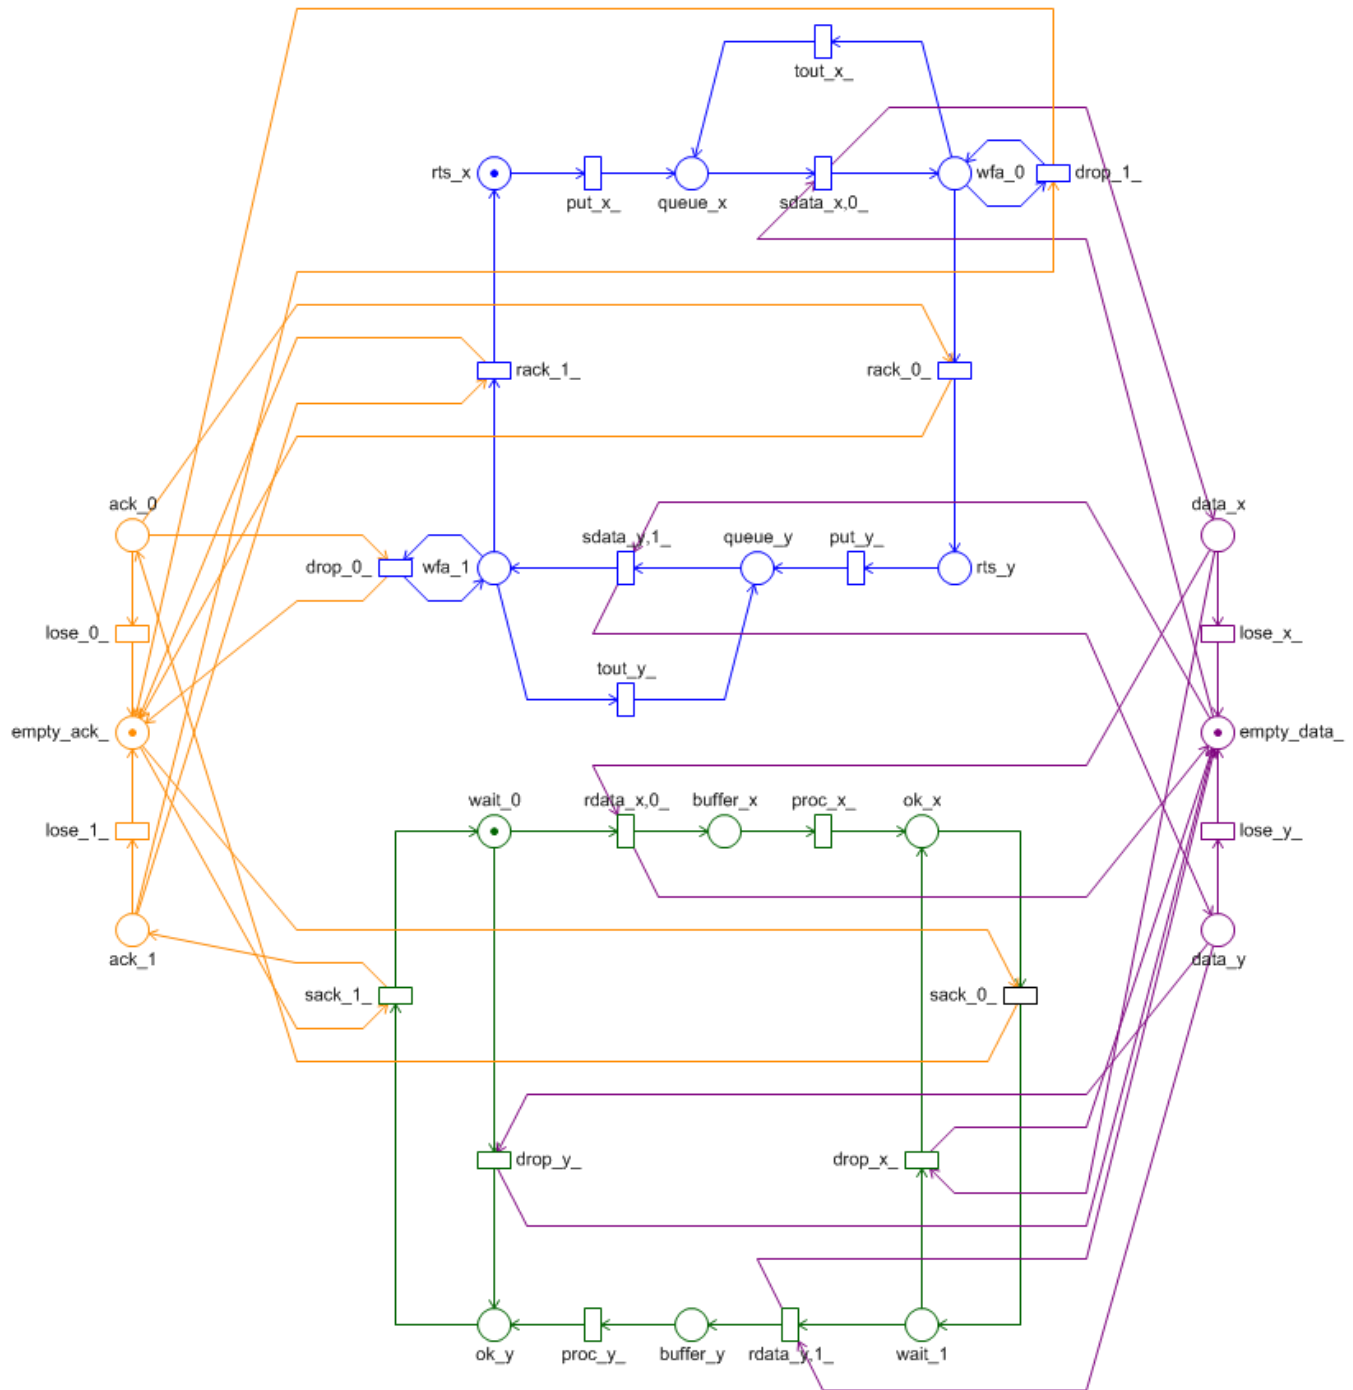 tout_x_
rts_x
wfa_0
drop_1_
put_x_
queue_x
sdata_x,0_
rack_1_
rack_0_
ack_0
data_x
sdata_y,1_
queue_y
put_y_
drop_0_
wfa_1
rts_y
lose_0_
lose_x_
tout_y_
empty_ack_
empty_data_
wait_0
rdata_x,0_
buffer_x
proc_x_
ok_x
lose_1_
lose_y_
ack_1
data_y
sack_1_
sack_0_
drop_y_
drop_x_
ok_y
proc_y_
buffer_y
rdata_y,1_
wait_1